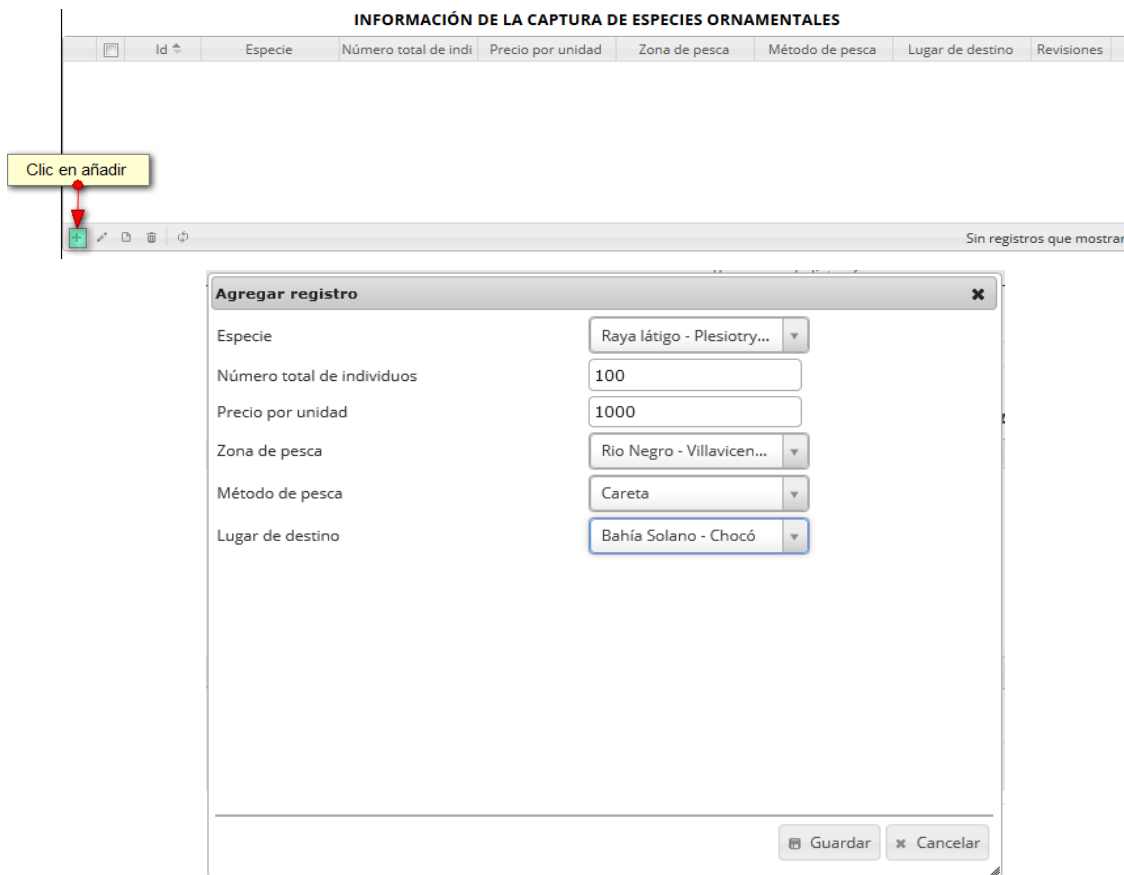 INFORMACIÓN DE LA CAPTURA DE ESPECIES ORNAMENTALES
Id Especie Número total de indi Precio por unidad Zona de pesca Método de pesca Lugar de destino Revisiones
Clic en añadir
Sin registros que mostrar
Agregar registro
Especie Raya látigo - Plesiotry...
Número total de individuos 100
Precio por unidad 1000
Zona de pesca Rio Negro - Villavicen...
Método de pesca Careta
Lugar de destino Bahía Solano - Chocó
Guardar Cancelar